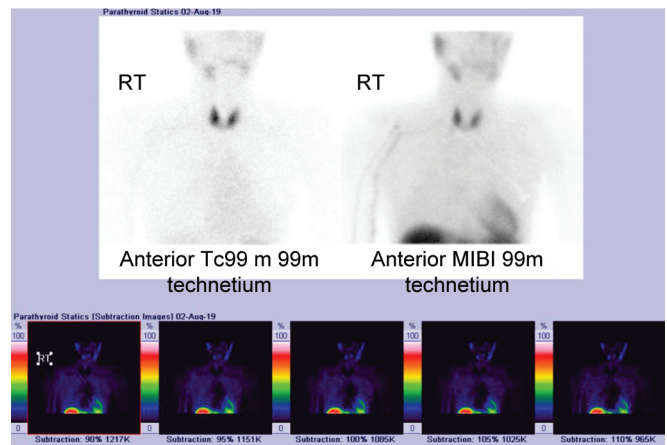 Parathyroid Statics 02-Aug-19
RT
RT
Anterior Tc99 m 99m
technetium
Anterior MIBI 99m
technetium
Parathyroid Statics [Subtraction Images] 02-Aug-19
% % % % %
100 100 100 100 100
RT
0 0 0 0 0
Subtraction: 90% 1217K
Subtraction: 95% 1151K
Subtraction: 100% 1085K
Subtraction: 105% 1025K
Subtraction: 110% 965K